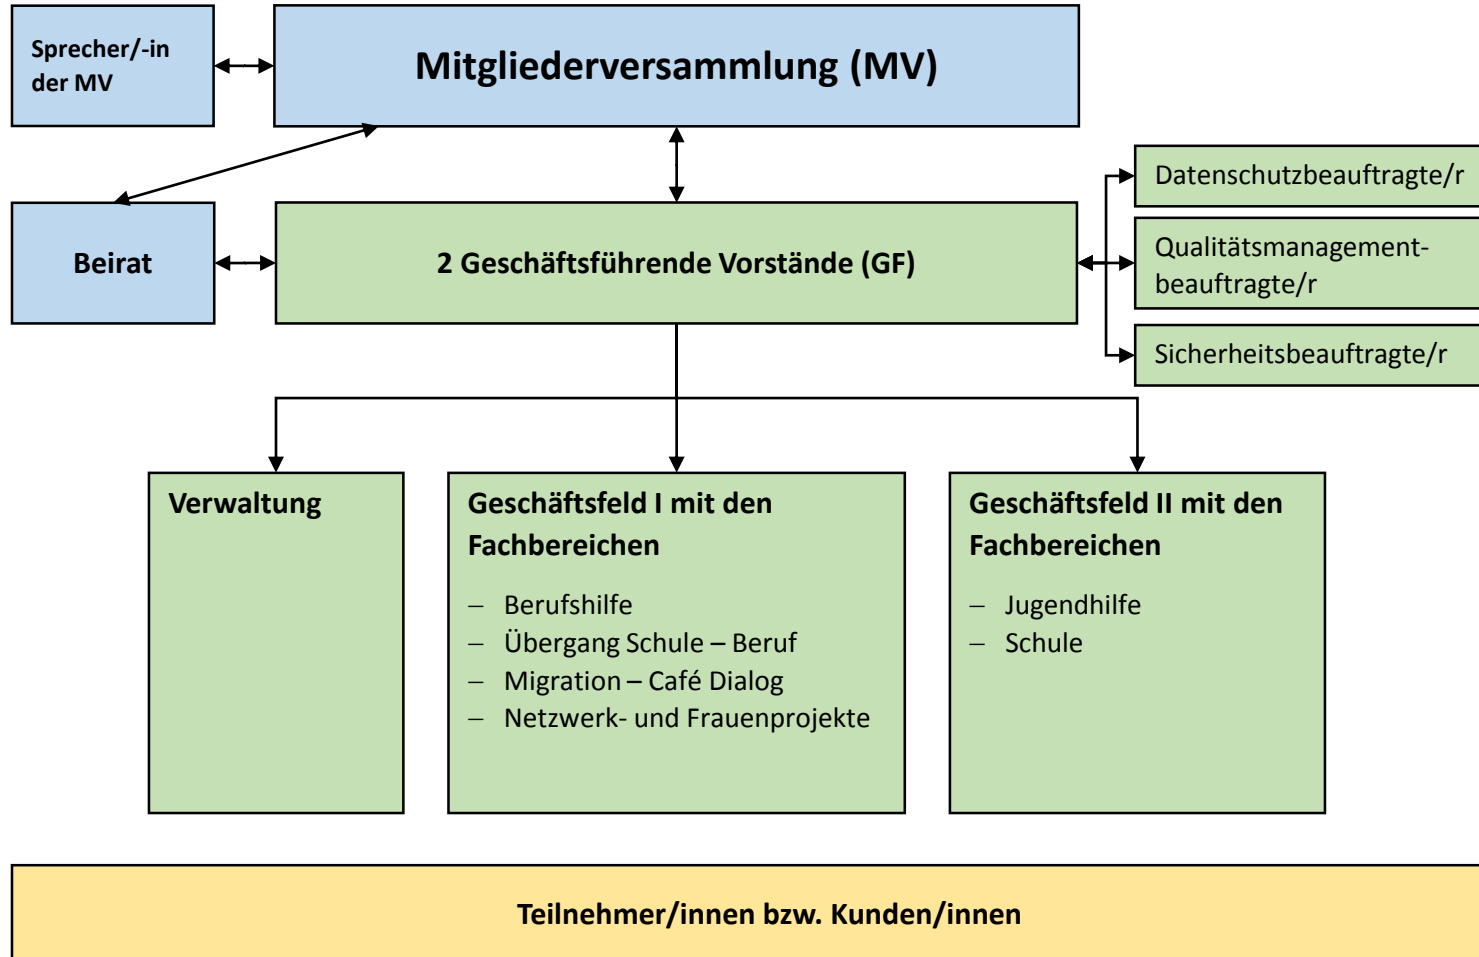 Sprecher/-in
der MV
Mitgliederversammlung (MV)
Datenschutzbeauftragte/r
Beirat
2 Geschäftsführende Vorstände (GF)
Qualitätsmanagement-
beauftragte/r
Sicherheitsbeauftragte/r
Verwaltung
Geschäftsfeld I mit den
Fachbereichen
– Berufshilfe
– Übergang Schule – Beruf
– Migration – Café Dialog
– Netzwerk- und Frauenprojekte
Geschäftsfeld II mit den
Fachbereichen
– Jugendhilfe
– Schule
Teilnehmer/innen bzw. Kunden/innen